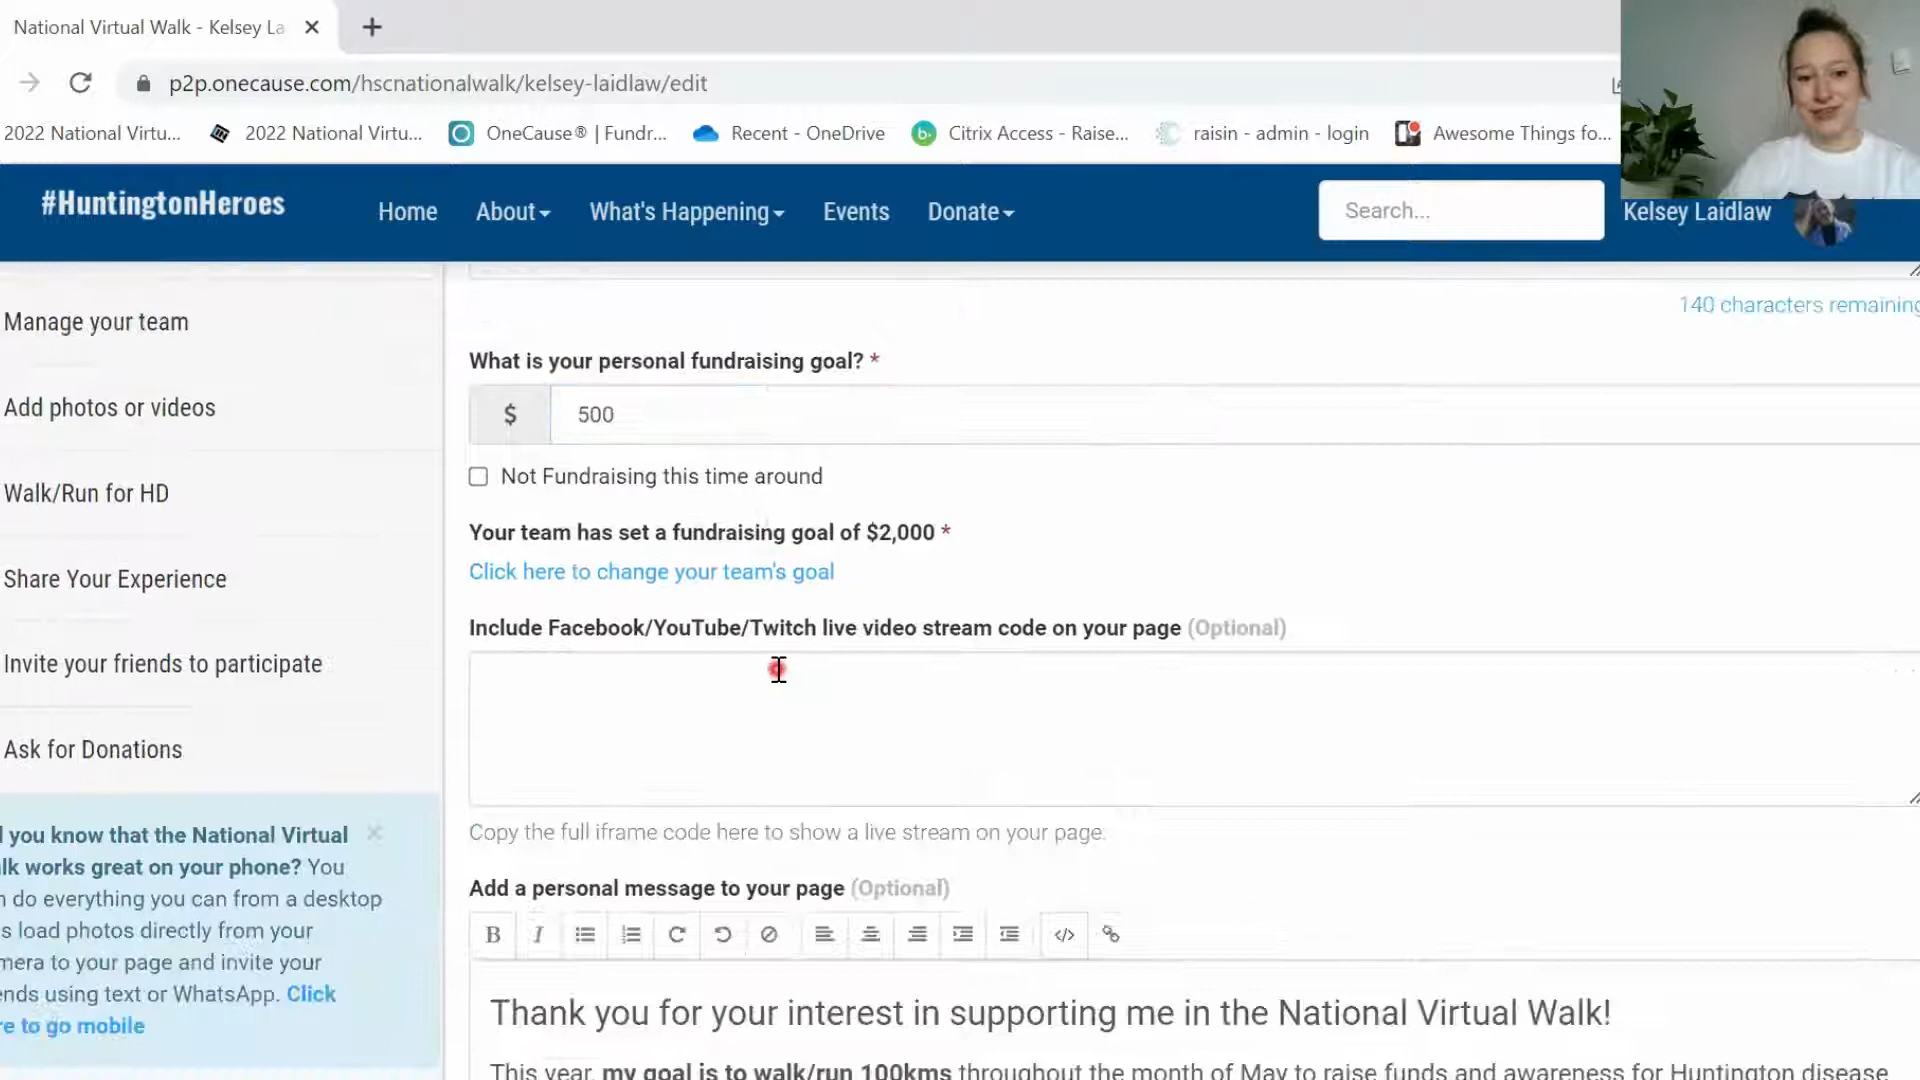 National Virtual Walk - Kelsey La
p2p.onecause.com/hscnationalwalk/kelsey-laidlaw/edit
2022 National Virtu...
2022 National Virtu...
OneCause® | Fundr...
Recent - OneDrive
Citrix Access - Raise...
raisin - admin - login
Awesome Things fo...
#HuntingtonHeroes
Home
About
What's Happening
Events
Donate
Search...
Kelsey Laidlaw
Manage your team
Add photos or videos
Walk/Run for HD
Share Your Experience
Invite your friends to participate
Ask for Donations
you know that the National Virtual
works great on your phone? You
do everything you can from a desktop
load photos directly from your
to your page and invite your
using text or WhatsApp. Click
to go mobile
140 characters remaining
What is your personal fundraising goal? *
$ 500
Not Fundraising this time around
Your team has set a fundraising goal of $2,000 *
Click here to change your team's goal
Include Facebook/YouTube/Twitch live video stream code on your page (Optional)
Copy the full iframe code here to show a live stream on your page.
Add a personal message to your page (Optional)
B I </>
Thank you for your interest in supporting me in the National Virtual Walk!
This year, my goal is to walk/run 100kms throughout the month of May to raise funds and awareness for Huntington disease